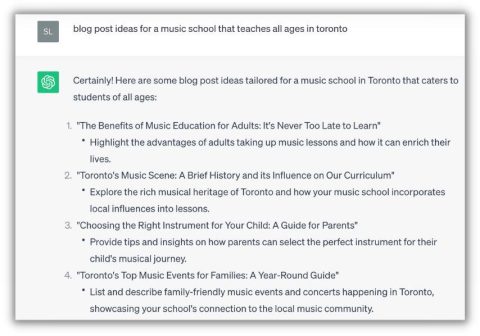 SL
blog post ideas for a music school that teaches all ages in toronto
Certainly! Here are some blog post ideas tailored for a music school in Toronto that caters to
students of all ages:
1. "The Benefits of Music Education for Adults: It's Never Too Late to Learn"
• Highlight the advantages of adults taking up music lessons and how it can enrich their
lives.
2. "Toronto's Music Scene: A Brief History and its Influence on Our Curriculum"
• Explore the rich musical heritage of Toronto and how your music school incorporates
local influences into lessons.
3. "Choosing the Right Instrument for Your Child: A Guide for Parents"
• Provide tips and insights on how parents can select the perfect instrument for their
child's musical journey.
4. "Toronto's Top Music Events for Families: A Year-Round Guide"
• List and describe family-friendly music events and concerts happening in Toronto,
showcasing your school's connection to the local music community.